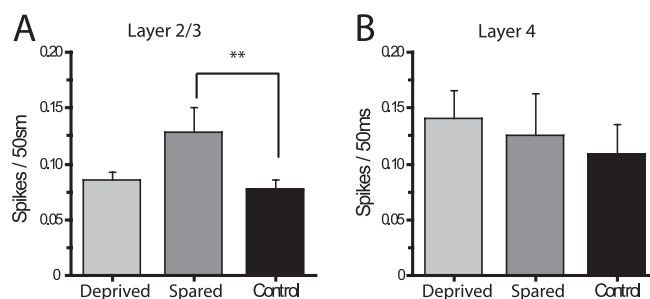 A
Layer 2/3
Spikes / 50sm
0.20
0.15
0.10
0.05
0
**
Deprived Spared Control
B
Layer 4
Spikes / 50ms
0.20
0.15
0.10
0.05
0
Deprived Spared Control